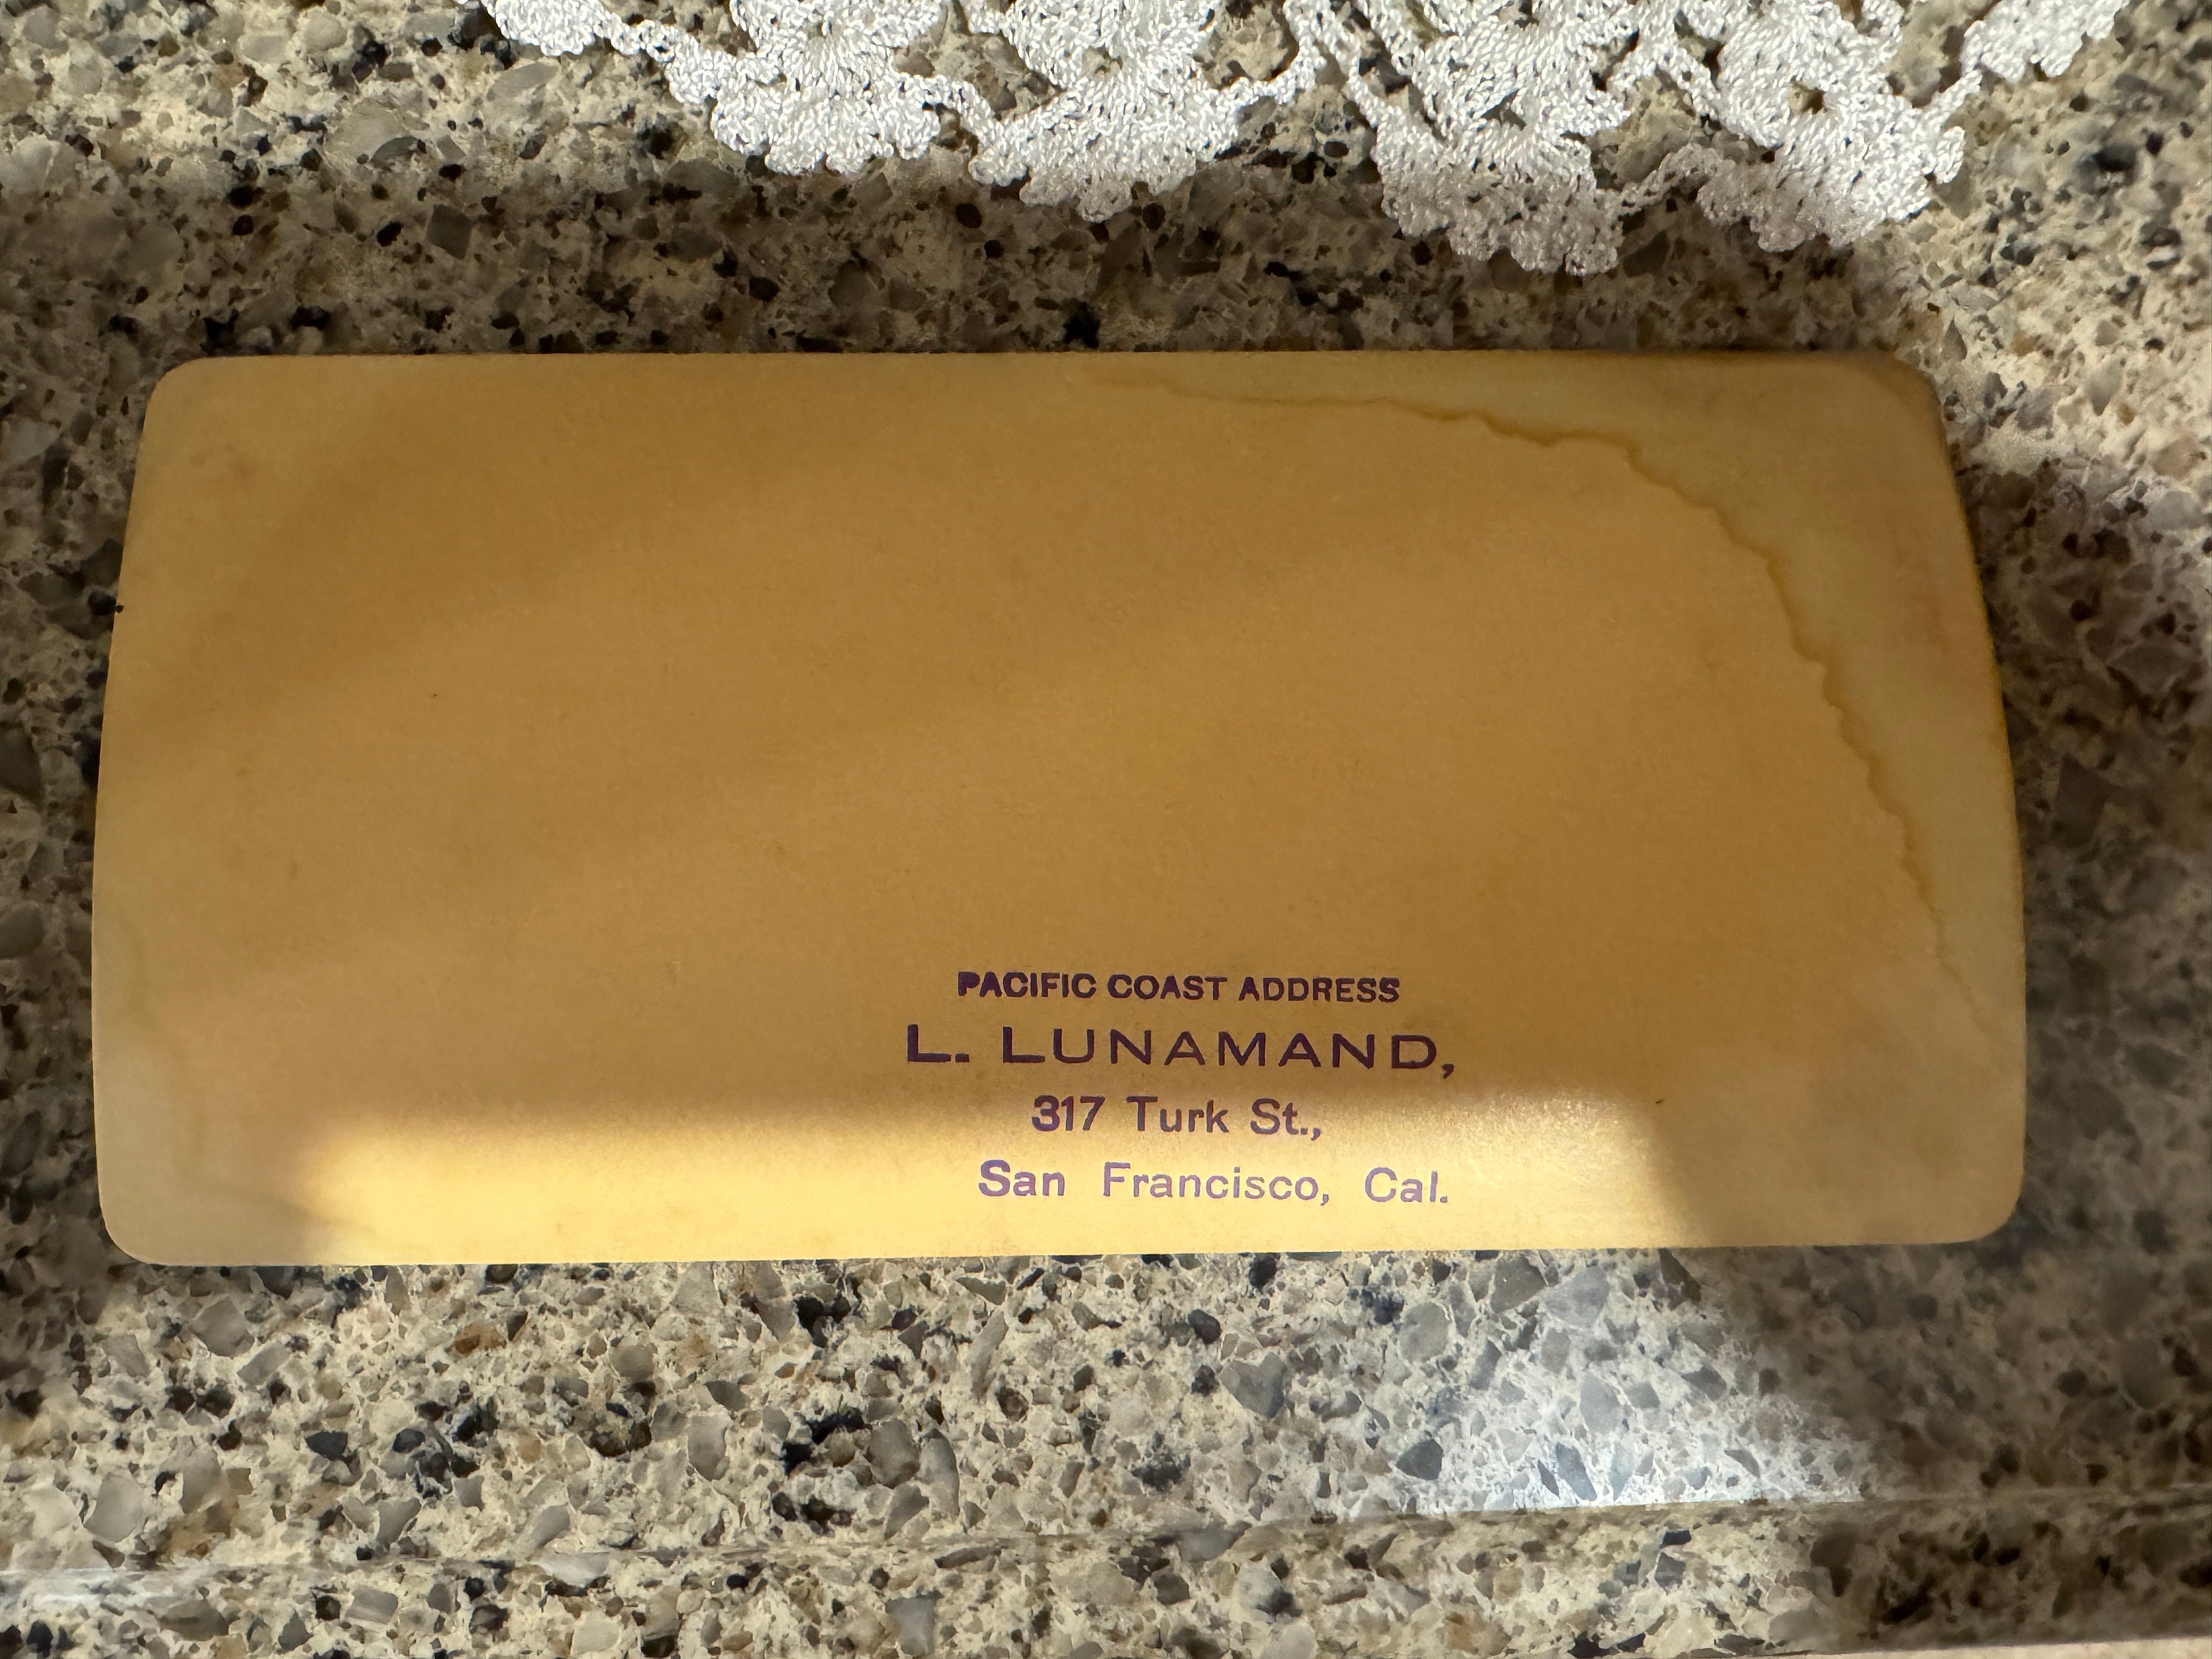 PACIFIC COAST ADDRESS
L. LUNAMAND,
317 Turk St.,
San Francisco, Cal.